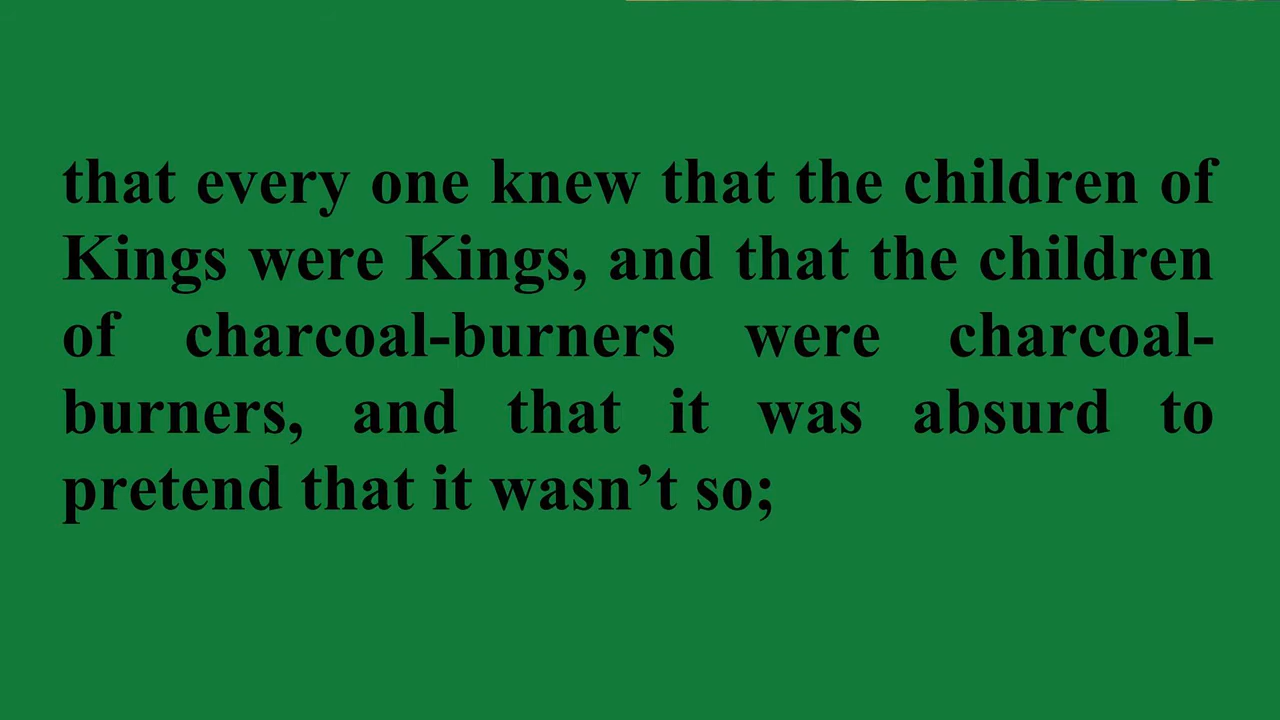 that every one knew that the children of
Kings were Kings, and that the children
of charcoal-burners were charcoal-
burners, and that it was absurd to
pretend that it wasn’t so;